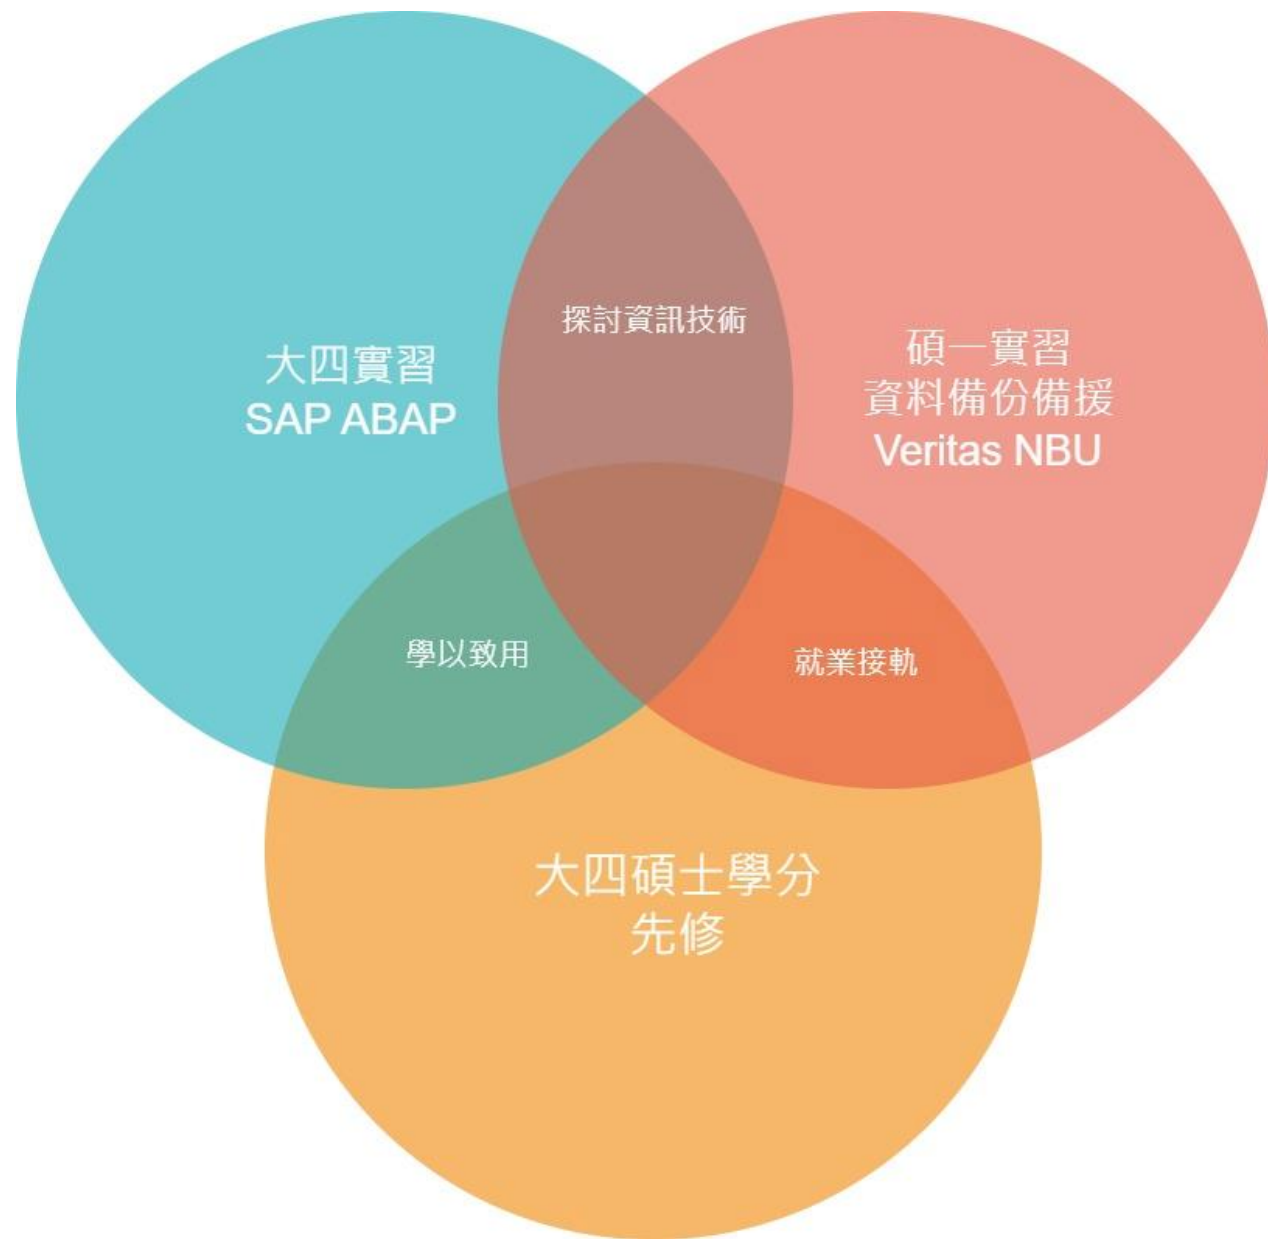 探討資訊技術
大四實習
SAP ABAP
碩一實習
資料備份備援
Veritas NBU
學以致用
就業接軌
大四碩士學分
先修